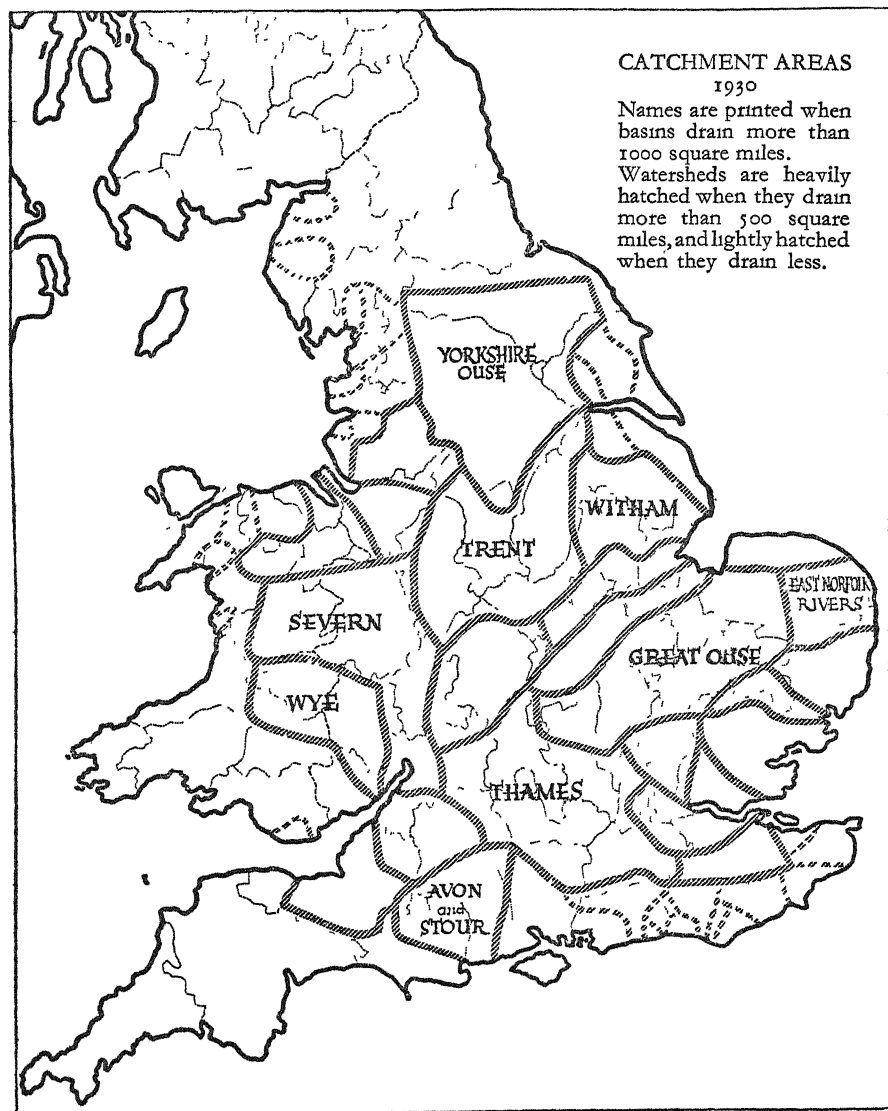 CATCHMENT AREAS
1930
Names are printed when
basins drain more than
1000 square miles.
Watersheds are heavily
hatched when they drain
more than 500 square
miles, and lightly hatched
when they drain less.
YORKSHIRE
OUSE
WITHAM
TRENT
EAST NORFOLK
RIVERS
SEVERN
GREAT OUSE
WYE
THAMES
AVON
and
STOUR